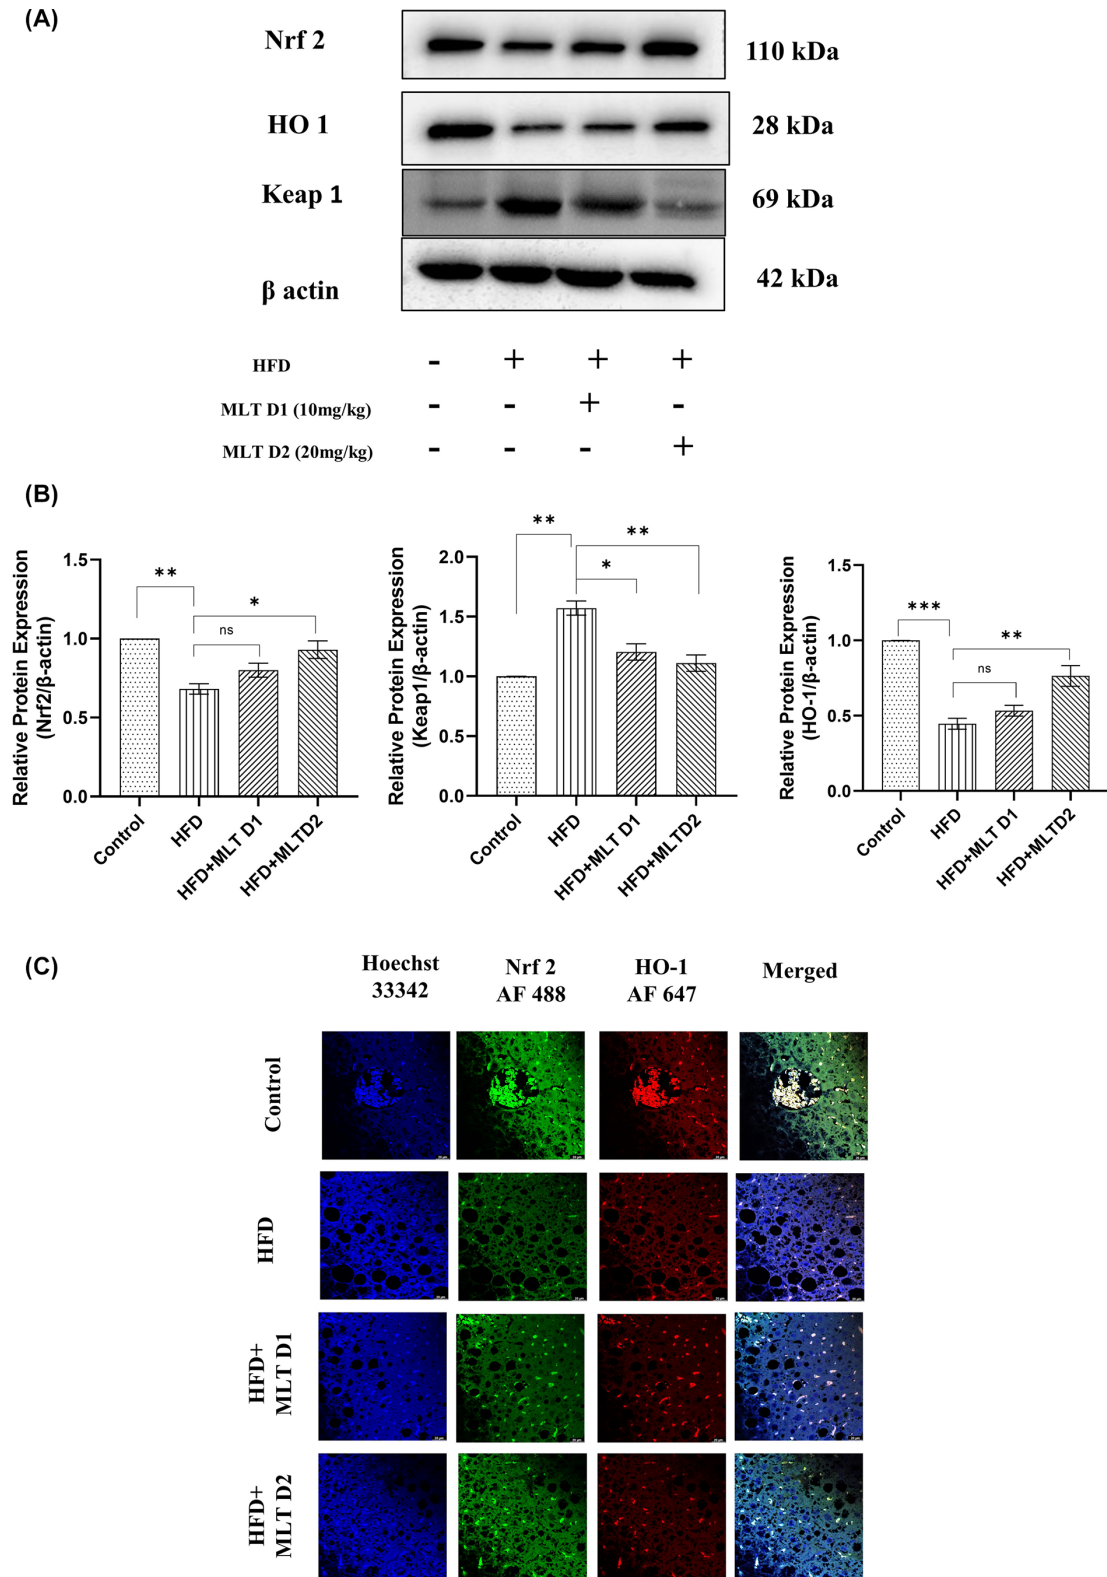 (A)
Nrf 2
110 kDa
HO 1
28 kDa
Keap 1
69 kDa
β actin
42 kDa
HFD - + + +
MLT D1 (10mg/kg) - - + -
MLT D2 (20mg/kg) - - - +
(B)
Relative Protein Expression
(Nrf2/β-actin)
1.5
1.0
0.5
0.0
**
*
ns
Control
HFD
HFD+MLT D1
HFD+MLTD2
Relative Protein Expression
(Keap1/β-actin)
2.0
1.5
1.0
0.5
0.0
**
**
*
Control
HFD
HFD+MLT D1
HFD+MLTD2
Relative Protein Expression
(HO-1/β-actin)
1.5
1.0
0.5
0.0
***
**
ns
Control
HFD
HFD+MLT D1
HFD+MLTD2
(C)
Hoechst
33342
Nrf 2
AF 488
HO-1
AF 647
Merged
Control
HFD
HFD+
MLT D1
HFD+
MLT D2